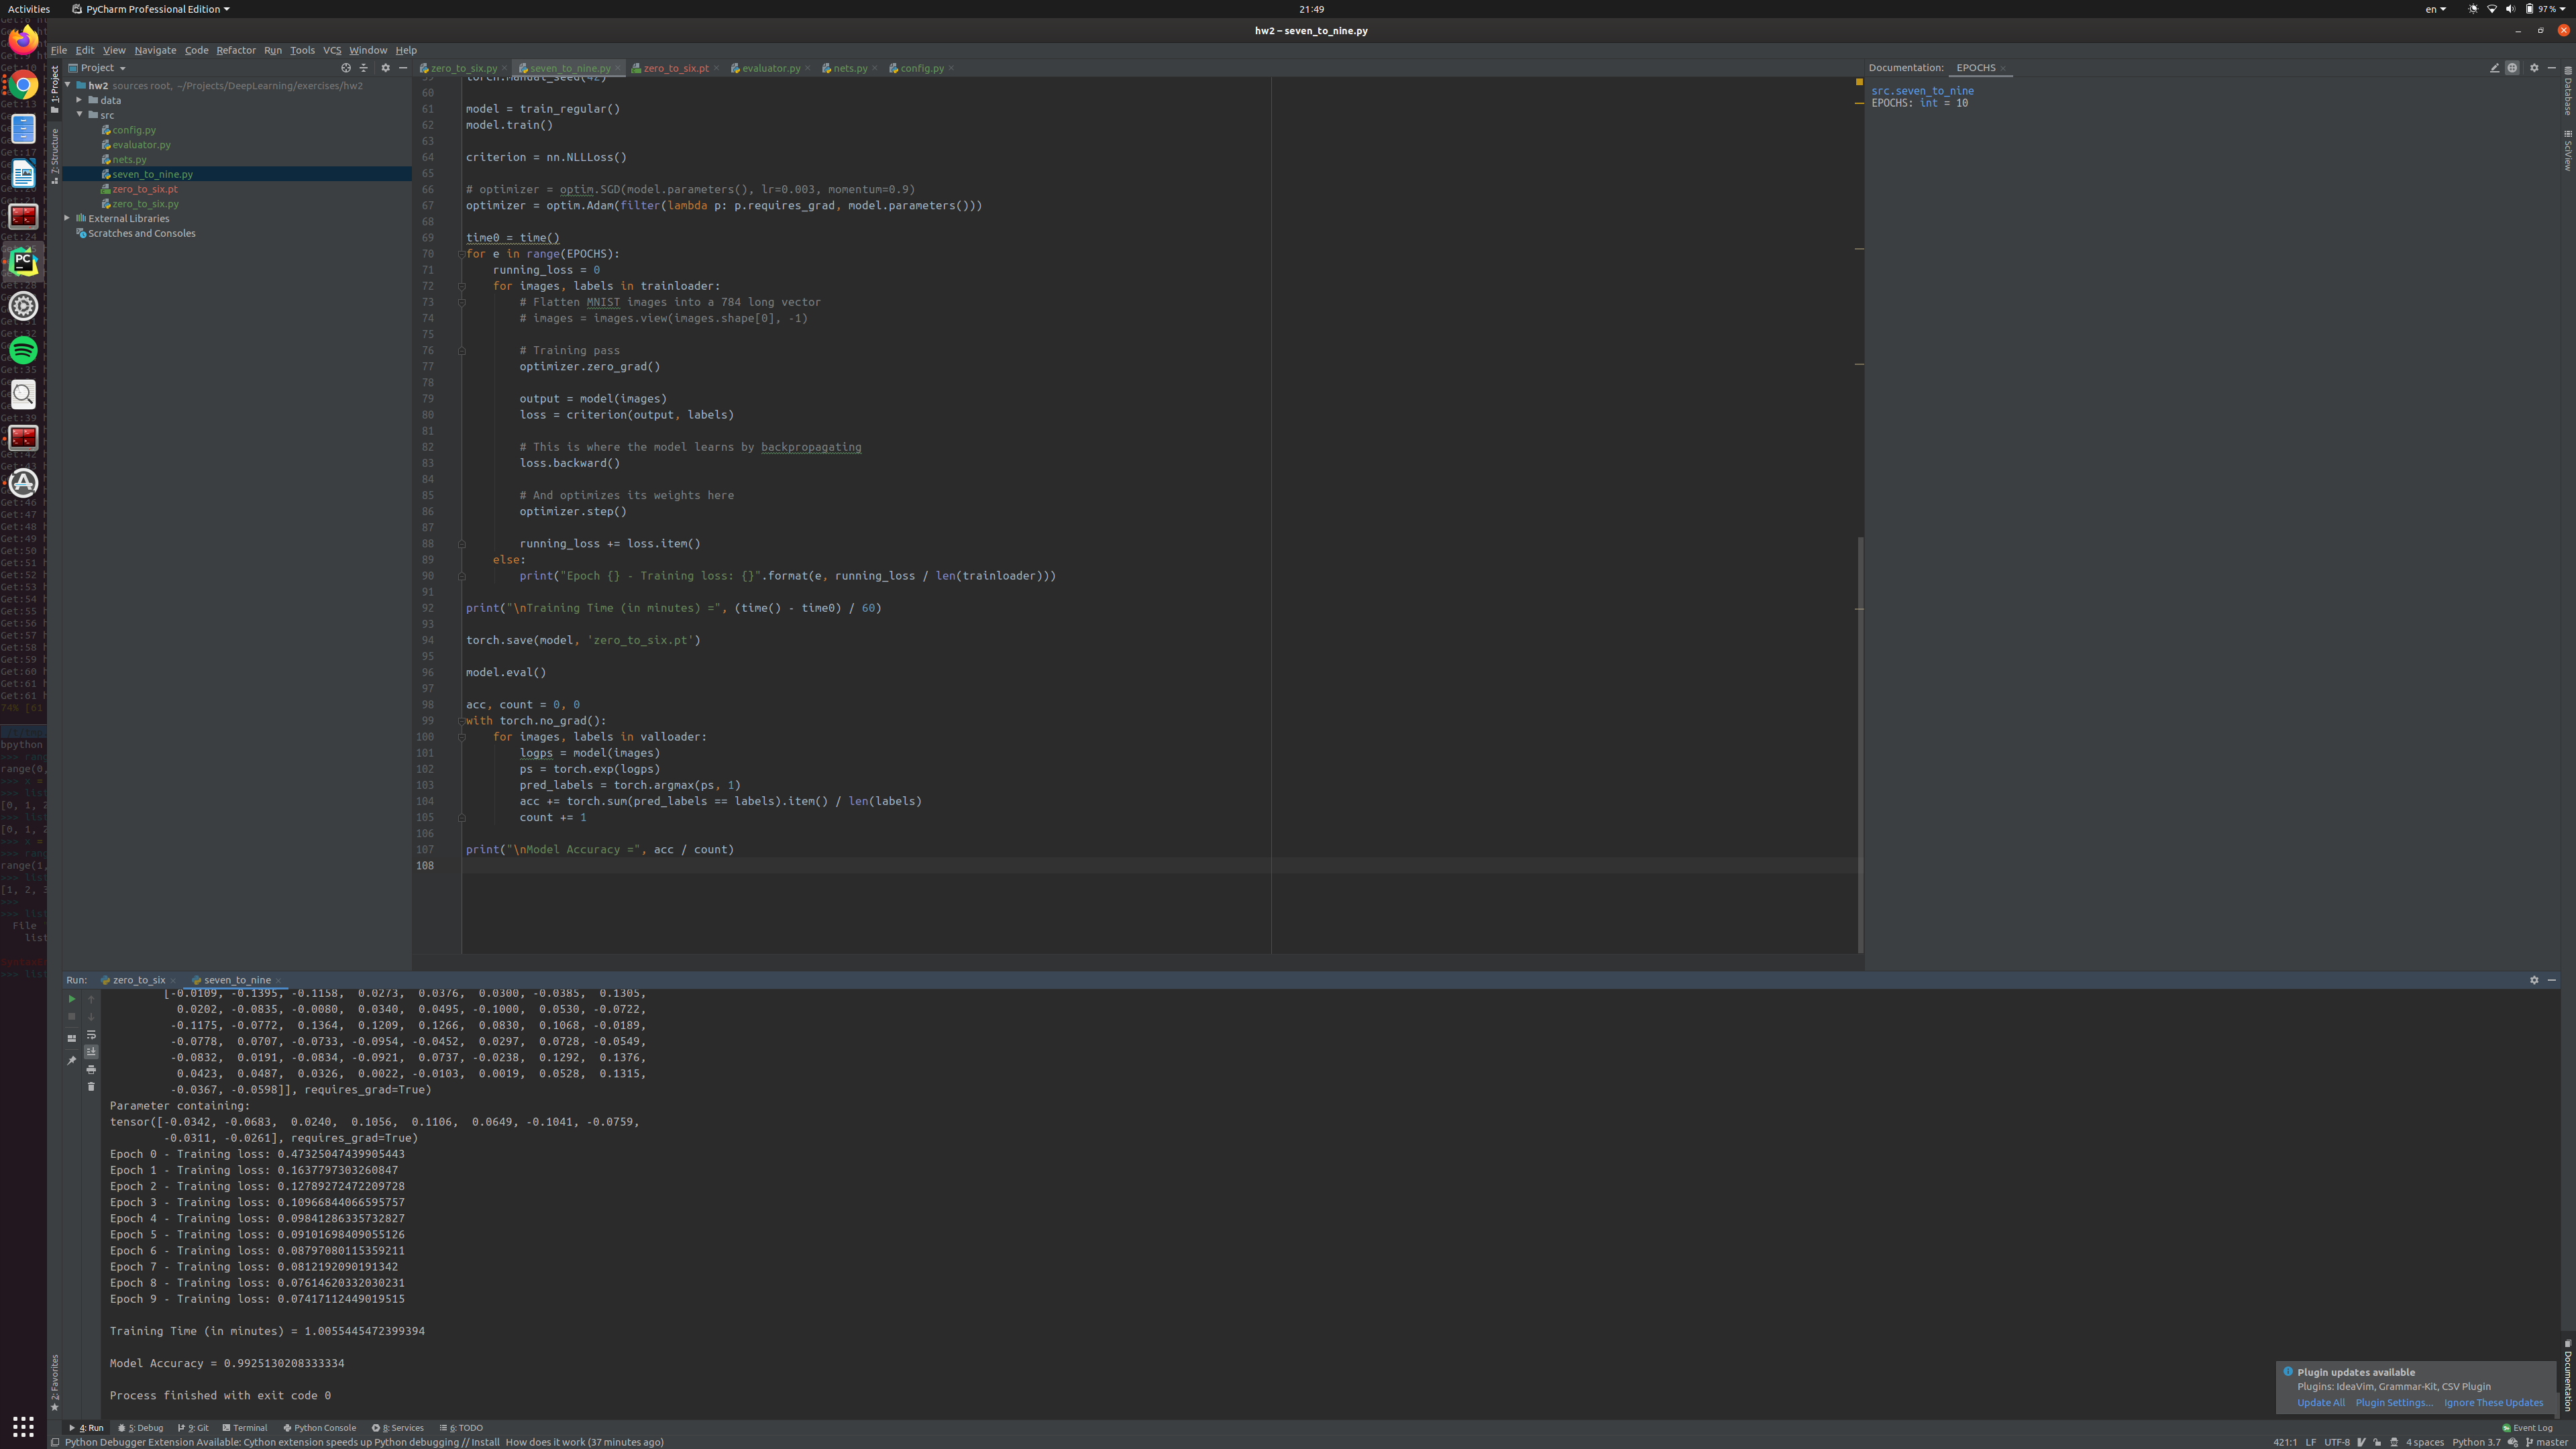 Activities
PyCharm Professional Edition
21:49
en
97 %
hw2 – seven_to_nine.py
File Edit View Navigate Code Refactor Run Tools VCS Window Help
Project
zero_to_six.py
seven_to_nine.py
zero_to_six.pt
evaluator.py
nets.py
config.py
Documentation: EPOCHS
1: Project
Z: Structure
2: Favorites
Database
SciView
Documentation
hw2 sources root, ~/Projects/DeepLearning/exercises/hw2
data
src
config.py
evaluator.py
nets.py
seven_to_nine.py
zero_to_six.pt
zero_to_six.py
External Libraries
Scratches and Consoles
src.seven_to_nine
EPOCHS: int = 10
59 torch.manual_seed(42)
60
61 model = train_regular()
62 model.train()
63
64 criterion = nn.NLLLoss()
65
66 # optimizer = optim.SGD(model.parameters(), lr=0.003, momentum=0.9)
67 optimizer = optim.Adam(filter(lambda p: p.requires_grad, model.parameters()))
68
69 time0 = time()
70 for e in range(EPOCHS):
71 running_loss = 0
72 for images, labels in trainloader:
73 # Flatten MNIST images into a 784 long vector
74 # images = images.view(images.shape[0], -1)
75
76 # Training pass
77 optimizer.zero_grad()
78
79 output = model(images)
80 loss = criterion(output, labels)
81
82 # This is where the model learns by backpropagating
83 loss.backward()
84
85 # And optimizes its weights here
86 optimizer.step()
87
88 running_loss += loss.item()
89 else:
90 print("Epoch {} - Training loss: {}".format(e, running_loss / len(trainloader)))
91
92 print("\nTraining Time (in minutes) =", (time() - time0) / 60)
93
94 torch.save(model, 'zero_to_six.pt')
95
96 model.eval()
97
98 acc, count = 0, 0
99 with torch.no_grad():
100 for images, labels in valloader:
101 logps = model(images)
102 ps = torch.exp(logps)
103 pred_labels = torch.argmax(ps, 1)
104 acc += torch.sum(pred_labels == labels).item() / len(labels)
105 count += 1
106
107 print("\nModel Accuracy =", acc / count)
108
Run: zero_to_six seven_to_nine
[-0.0109, -0.1395, -0.1158, 0.0273, 0.0376, 0.0300, -0.0385, 0.1305,
0.0202, -0.0835, -0.0080, 0.0340, 0.0495, -0.1000, 0.0530, -0.0722,
-0.1175, -0.0772, 0.1364, 0.1209, 0.1266, 0.0830, 0.1068, -0.0189,
-0.0778, 0.0707, -0.0733, -0.0954, -0.0452, 0.0297, 0.0728, -0.0549,
-0.0832, 0.0191, -0.0834, -0.0921, 0.0737, -0.0238, 0.1292, 0.1376,
0.0423, 0.0487, 0.0326, 0.0022, -0.0103, 0.0019, 0.0528, 0.1315,
-0.0367, -0.0598]], requires_grad=True)
Parameter containing:
tensor([-0.0342, -0.0683, 0.0240, 0.1056, 0.1106, 0.0649, -0.1041, -0.0759,
-0.0311, -0.0261], requires_grad=True)
Epoch 0 - Training loss: 0.47325047439905443
Epoch 1 - Training loss: 0.1637797303260847
Epoch 2 - Training loss: 0.12789272472209728
Epoch 3 - Training loss: 0.10966844066595757
Epoch 4 - Training loss: 0.09841286335732827
Epoch 5 - Training loss: 0.09101698409055126
Epoch 6 - Training loss: 0.08797080115359211
Epoch 7 - Training loss: 0.0812192090191342
Epoch 8 - Training loss: 0.07614620332030231
Epoch 9 - Training loss: 0.07417112449019515
Training Time (in minutes) = 1.0055445472399394
Model Accuracy = 0.9925130208333334
Process finished with exit code 0
Plugin updates available
Plugins: IdeaVim, Grammar-Kit, CSV Plugin
Update All Plugin Settings... Ignore These Updates
4: Run 5: Debug 9: Git Terminal Python Console 8: Services 6: TODO
Event Log
Python Debugger Extension Available: Cython extension speeds up Python debugging // Install How does it work (37 minutes ago)
421:1 LF UTF-8 4 spaces Python 3.7 master